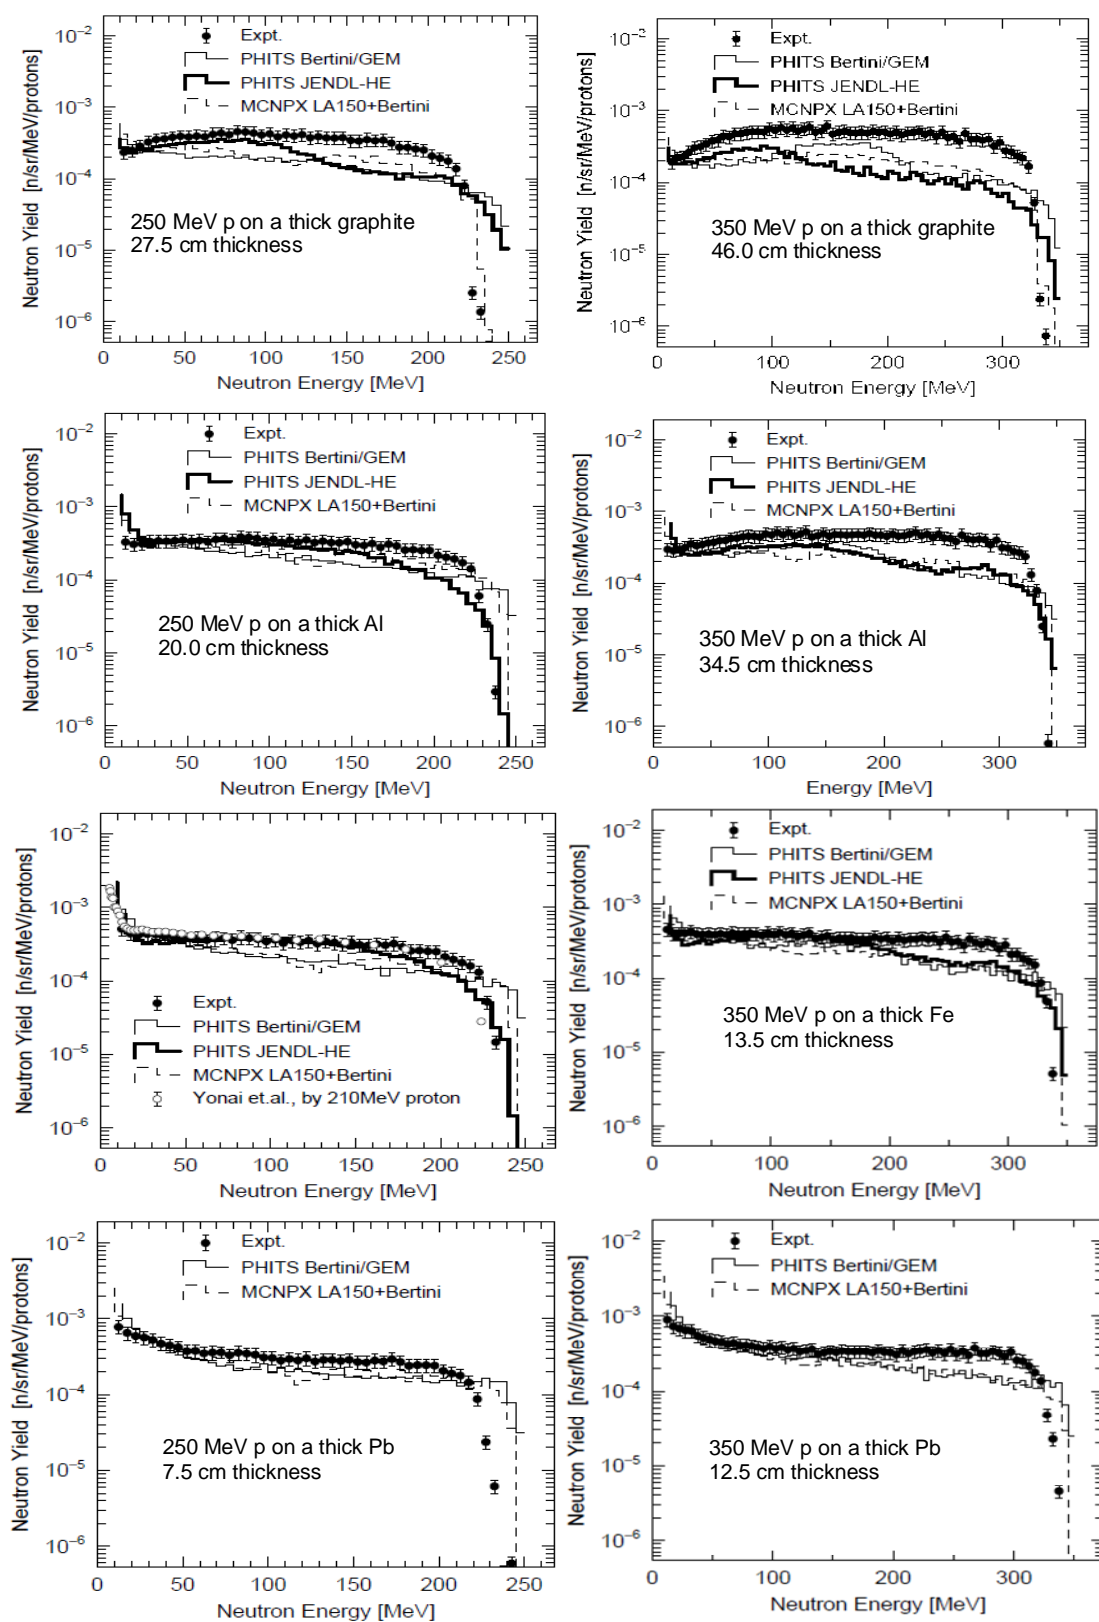 Neutron Yield [n/sr/MeV/protons]
10⁻²
10⁻³
10⁻⁴
10⁻⁵
10⁻⁶
Expt.
PHITS Bertini/GEM
PHITS JENDL-HE
MCNPX LA150+Bertini
250 MeV p on a thick graphite
27.5 cm thickness
0 50 100 150 200 250
Neutron Energy [MeV]
Neutron Yield [n/sr/MeV/protons]
10⁻²
10⁻³
10⁻⁴
10⁻⁵
10⁻⁶
Expt.
PHITS Bertini/GEM
PHITS JENDL-HE
MCNPX LA150+Bertini
350 MeV p on a thick graphite
46.0 cm thickness
0 100 200 300
Neutron Energy [MeV]
Neutron Yield [n/sr/MeV/protons]
10⁻²
10⁻³
10⁻⁴
10⁻⁵
10⁻⁶
Expt.
PHITS Bertini/GEM
PHITS JENDL-HE
MCNPX LA150+Bertini
250 MeV p on a thick Al
20.0 cm thickness
0 50 100 150 200 250
Neutron Energy [MeV]
Neutron Yield [n/sr/MeV/protons]
10⁻²
10⁻³
10⁻⁴
10⁻⁵
10⁻⁶
Expt.
PHITS Bertini/GEM
PHITS JENDL-HE
MCNPX LA150+Bertini
350 MeV p on a thick Al
34.5 cm thickness
0 100 200 300
Energy [MeV]
Neutron Yield [n/sr/MeV/protons]
10⁻²
10⁻³
10⁻⁴
10⁻⁵
10⁻⁶
Expt.
PHITS Bertini/GEM
PHITS JENDL-HE
MCNPX LA150+Bertini
Yonai et.al., by 210MeV proton
0 50 100 150 200 250
Neutron Energy [MeV]
Neutron Yield [n/sr/MeV/protons]
10⁻²
10⁻³
10⁻⁴
10⁻⁵
10⁻⁶
Expt.
PHITS Bertini/GEM
PHITS JENDL-HE
MCNPX LA150+Bertini
350 MeV p on a thick Fe
13.5 cm thickness
0 100 200 300
Neutron Energy [MeV]
Neutron Yield [n/sr/MeV/protons]
10⁻²
10⁻³
10⁻⁴
10⁻⁵
10⁻⁶
Expt.
PHITS Bertini/GEM
MCNPX LA150+Bertini
250 MeV p on a thick Pb
7.5 cm thickness
0 50 100 150 200 250
Neutron Energy [MeV]
Neutron Yield [n/sr/MeV/protons]
10⁻²
10⁻³
10⁻⁴
10⁻⁵
10⁻⁶
Expt.
PHITS Bertini/GEM
MCNPX LA150+Bertini
350 MeV p on a thick Pb
12.5 cm thickness
0 100 200 300
Neutron Energy [MeV]